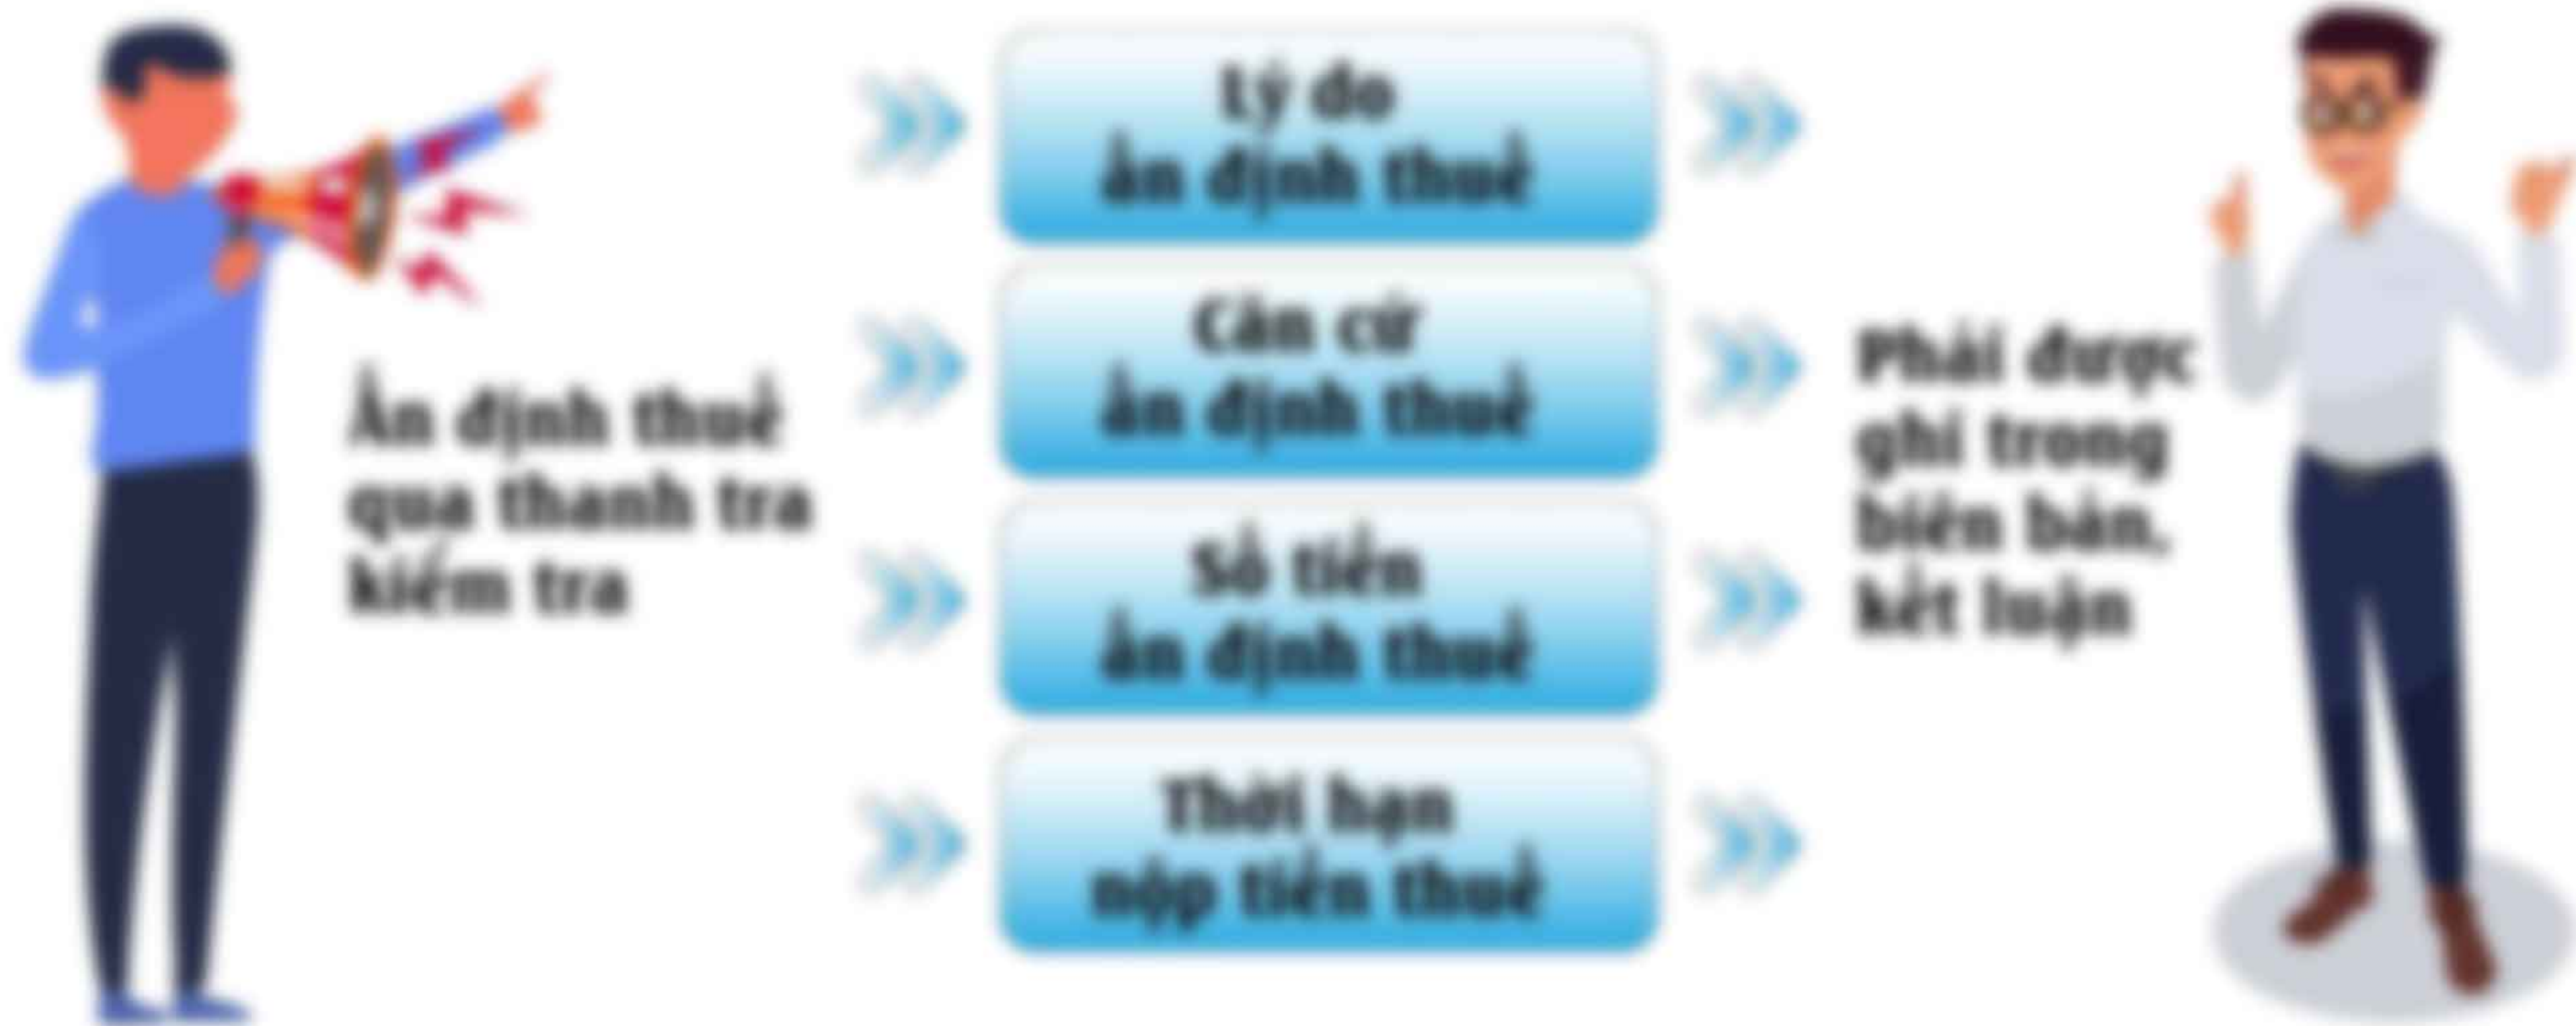 Ấn định thuế
qua thanh tra
kiểm tra
Lý do
ấn định thuế
Căn cứ
ấn định thuế
Số tiền
ấn định thuế
Thời hạn
nộp tiền thuế
Phải được
ghi trong
biên bản,
kết luận